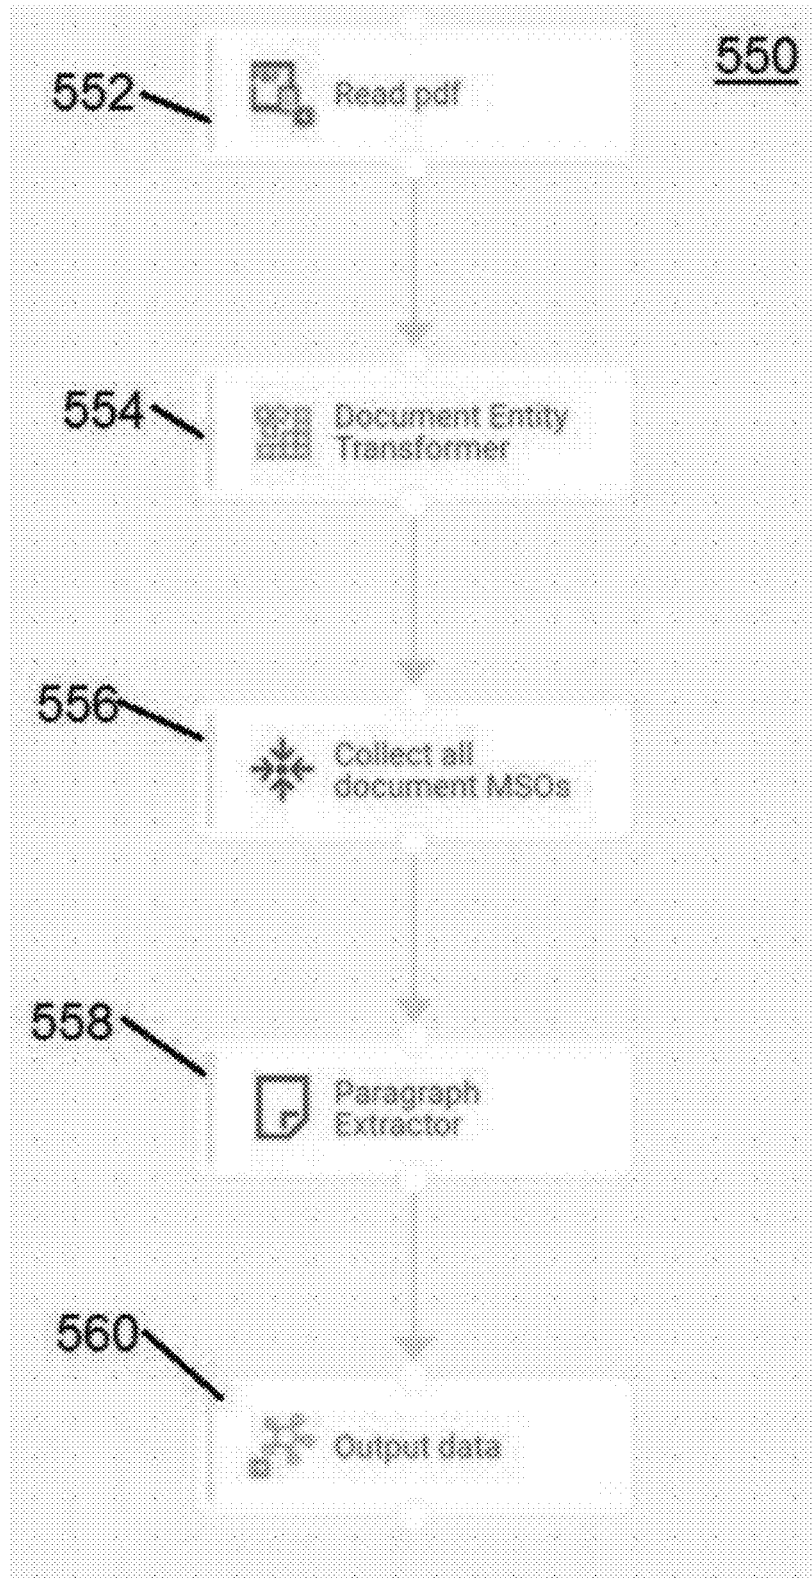 550
552
Read pdf
554
Document Entity
Transformer
556
Collect all
document MSOs
558
Paragraph
Extractor
560
Output data